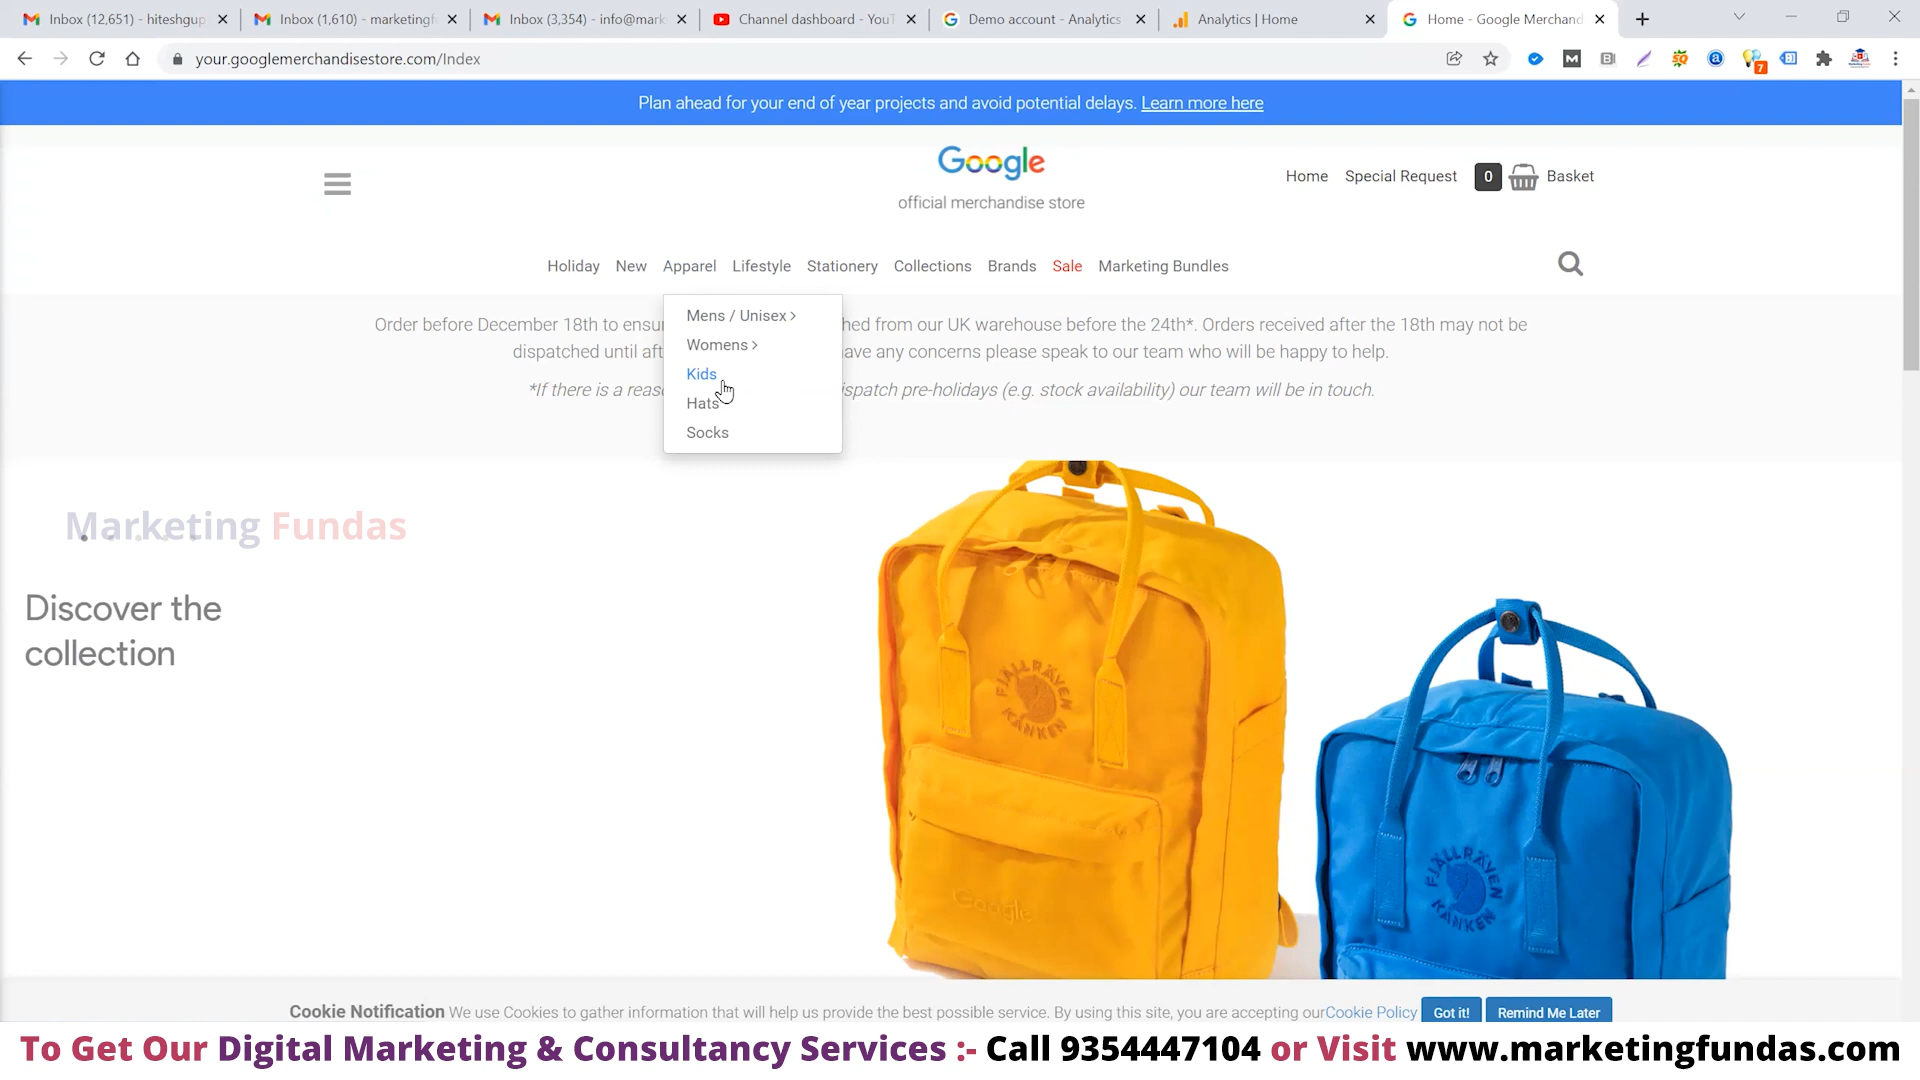 Inbox (12,651) - hiteshgup
Inbox (1,610) - marketingf
Inbox (3,354) - info@mark
Channel dashboard - YouT
Demo account - Analytics
Analytics | Home
Home - Google Merchand
your.googlemerchandisestore.com/Index
7
Plan ahead for your end of year projects and avoid potential delays. Learn more here
Google
official merchandise store
Home Special Request 0 Basket
Holiday New Apparel Lifestyle Stationery Collections Brands Sale Marketing Bundles
Mens / Unisex >
Womens >
Kids
Hats
Socks
Order before December 18th to ensu hed from our UK warehouse before the 24th*. Orders received after the 18th may not be
dispatched until aft ave any concerns please speak to our team who will be happy to help.
*If there is a reas ispatch pre-holidays (e.g. stock availability) our team will be in touch.
Marketing Fundas
Discover the
collection
FJÄLLRÄVEN
KANKEN
Google
FJÄLLRÄVEN
KANKEN
Cookie Notification We use Cookies to gather information that will help us provide the best possible service. By using this site, you are accepting ourCookie Policy Got it! Remind Me Later
To Get Our Digital Marketing & Consultancy Services :- Call 9354447104 or Visit www.marketingfundas.com